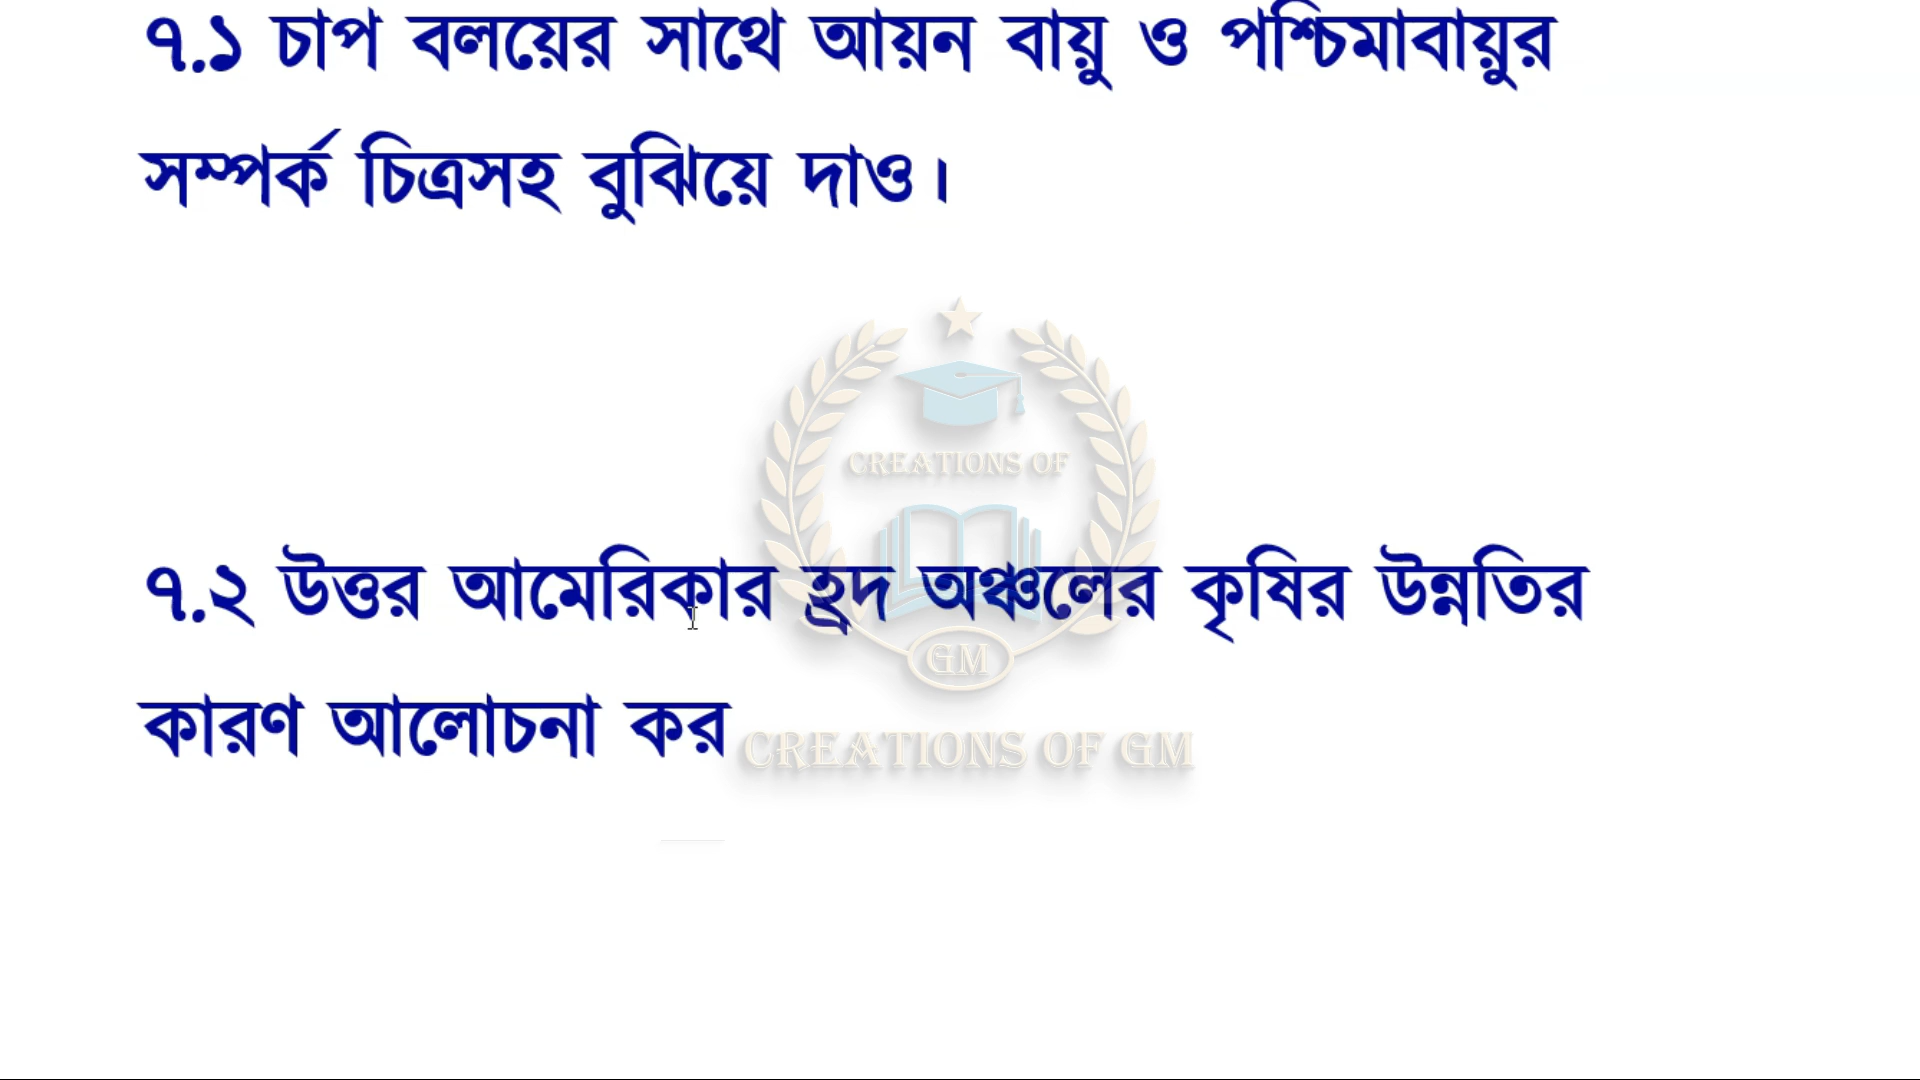 ৭.১ চাপ বলয়ের সাথে আয়ন বায়ু ও পশ্চিমাবায়ুর
সম্পর্ক চিত্রসহ বুঝিয়ে দাও।
CREATIONS OF
৭.২ উত্তর আমেরিকার হ্রদ অঞ্চলের কৃষির উন্নতির
GM
কারণ আলোচনা কর
CREATIONS OF GM